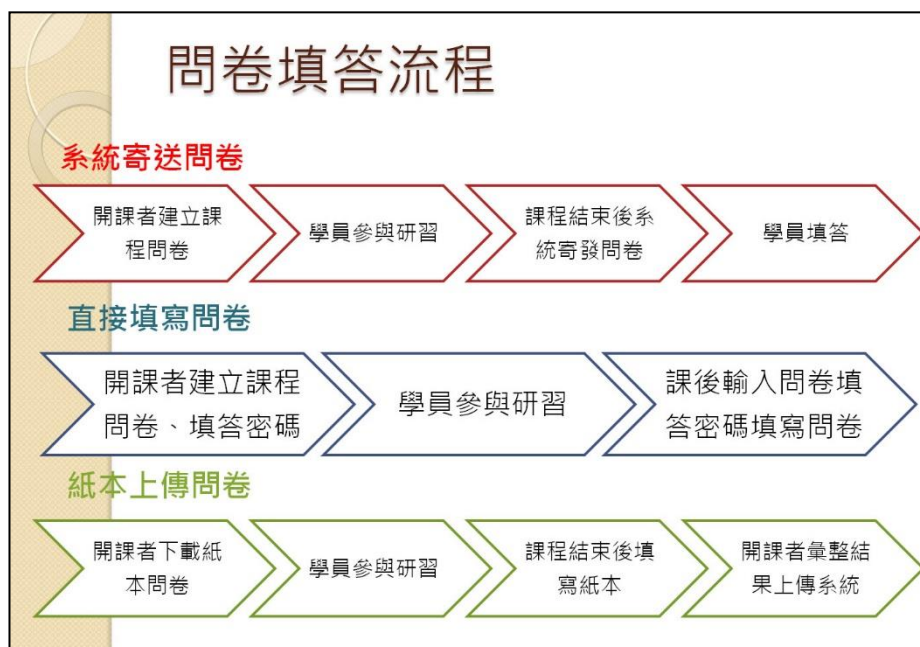 問卷填答流程
系統寄送問卷
開課者建立課
程問卷
學員參與研習
課程結束後系
統寄發問卷
學員填答
直接填寫問卷
開課者建立課程
問卷、填答密碼
學員參與研習
課後輸入問卷填
答密碼填寫問卷
紙本上傳問卷
開課者下載紙
本問卷
學員參與研習
課程結束後填
寫紙本
開課者彙整結
果上傳系統